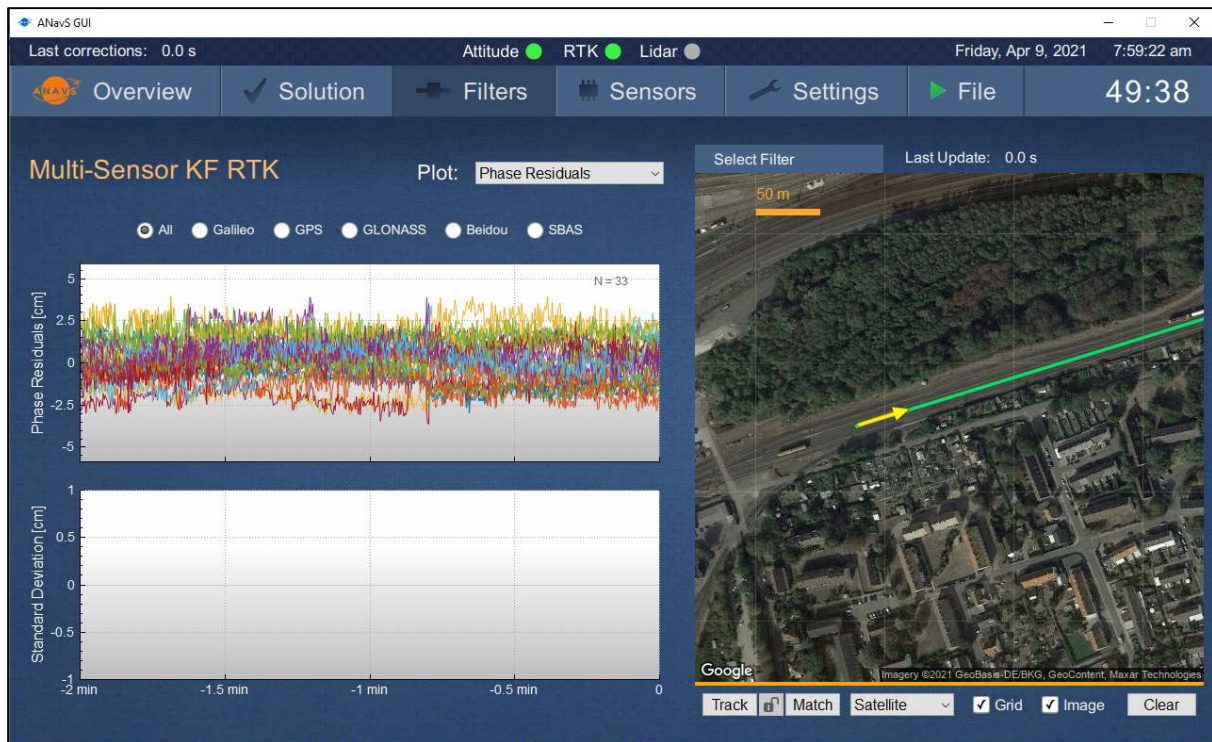 ANavS GUI
Last corrections: 0.0 s Attitude RTK Lidar Friday, Apr 9, 2021 7:59:22 am
ANAVS Overview Solution Filters Sensors Settings File 49:38
Multi-Sensor KF RTK Plot: Phase Residuals
Select Filter Last Update: 0.0 s
50 m
All Galileo GPS GLONASS Beidou SBAS
Phase Residuals [cm]
5
2.5
0
-2.5
-5
N = 33
Standard Deviation [cm]
1
0.5
0
-0.5
-1
-2 min -1.5 min -1 min -0.5 min 0
Google Imagery ©2021 GeoBasis-DE/BKG, GeoContent, Maxar Technologies
Track Match Satellite Grid Image Clear